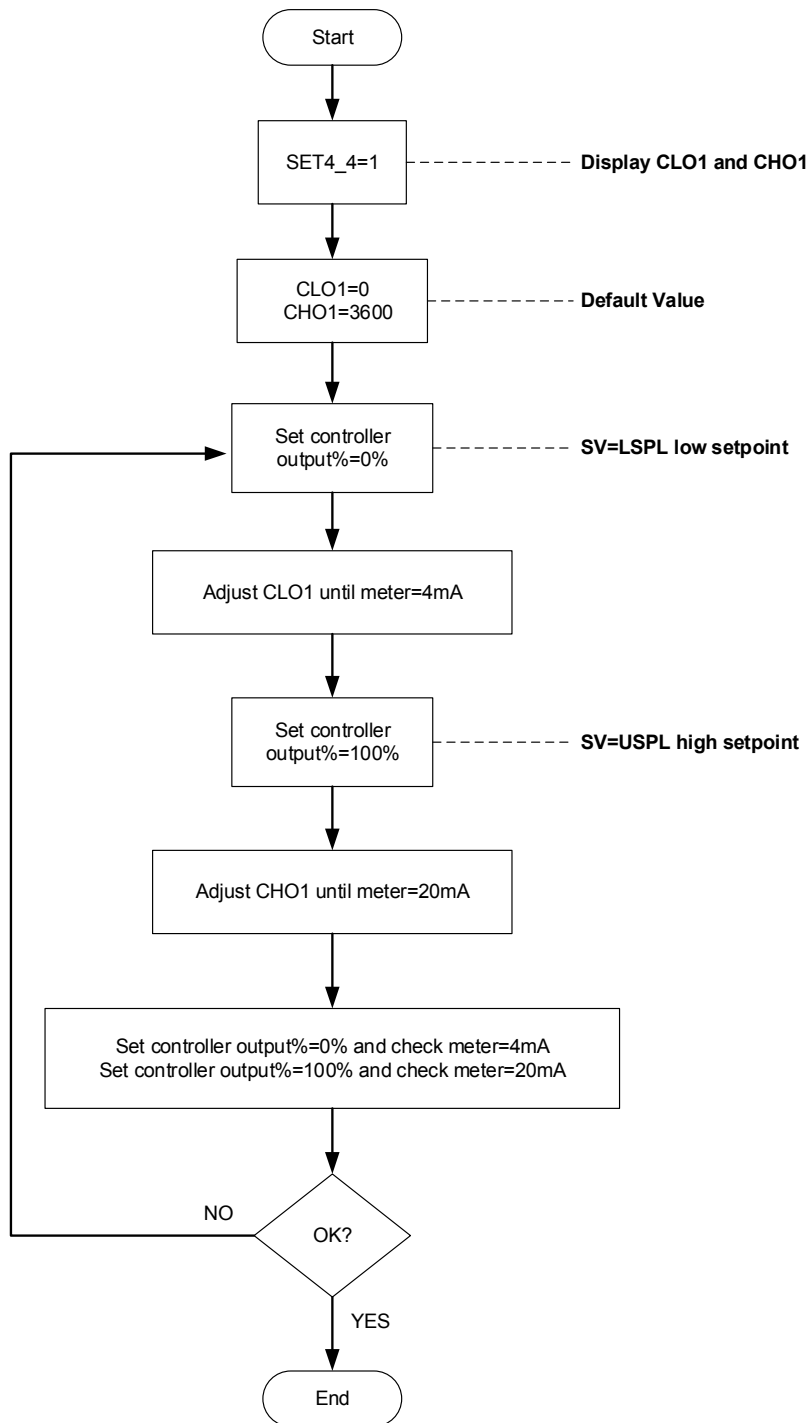 Start
SET4_4=1
Display CLO1 and CHO1
CLO1=0
CHO1=3600
Default Value
Set controller
output%=0%
SV=LSPL low setpoint
Adjust CLO1 until meter=4mA
Set controller
output%=100%
SV=USPL high setpoint
Adjust CHO1 until meter=20mA
Set controller output%=0% and check meter=4mA
Set controller output%=100% and check meter=20mA
NO
OK?
YES
End